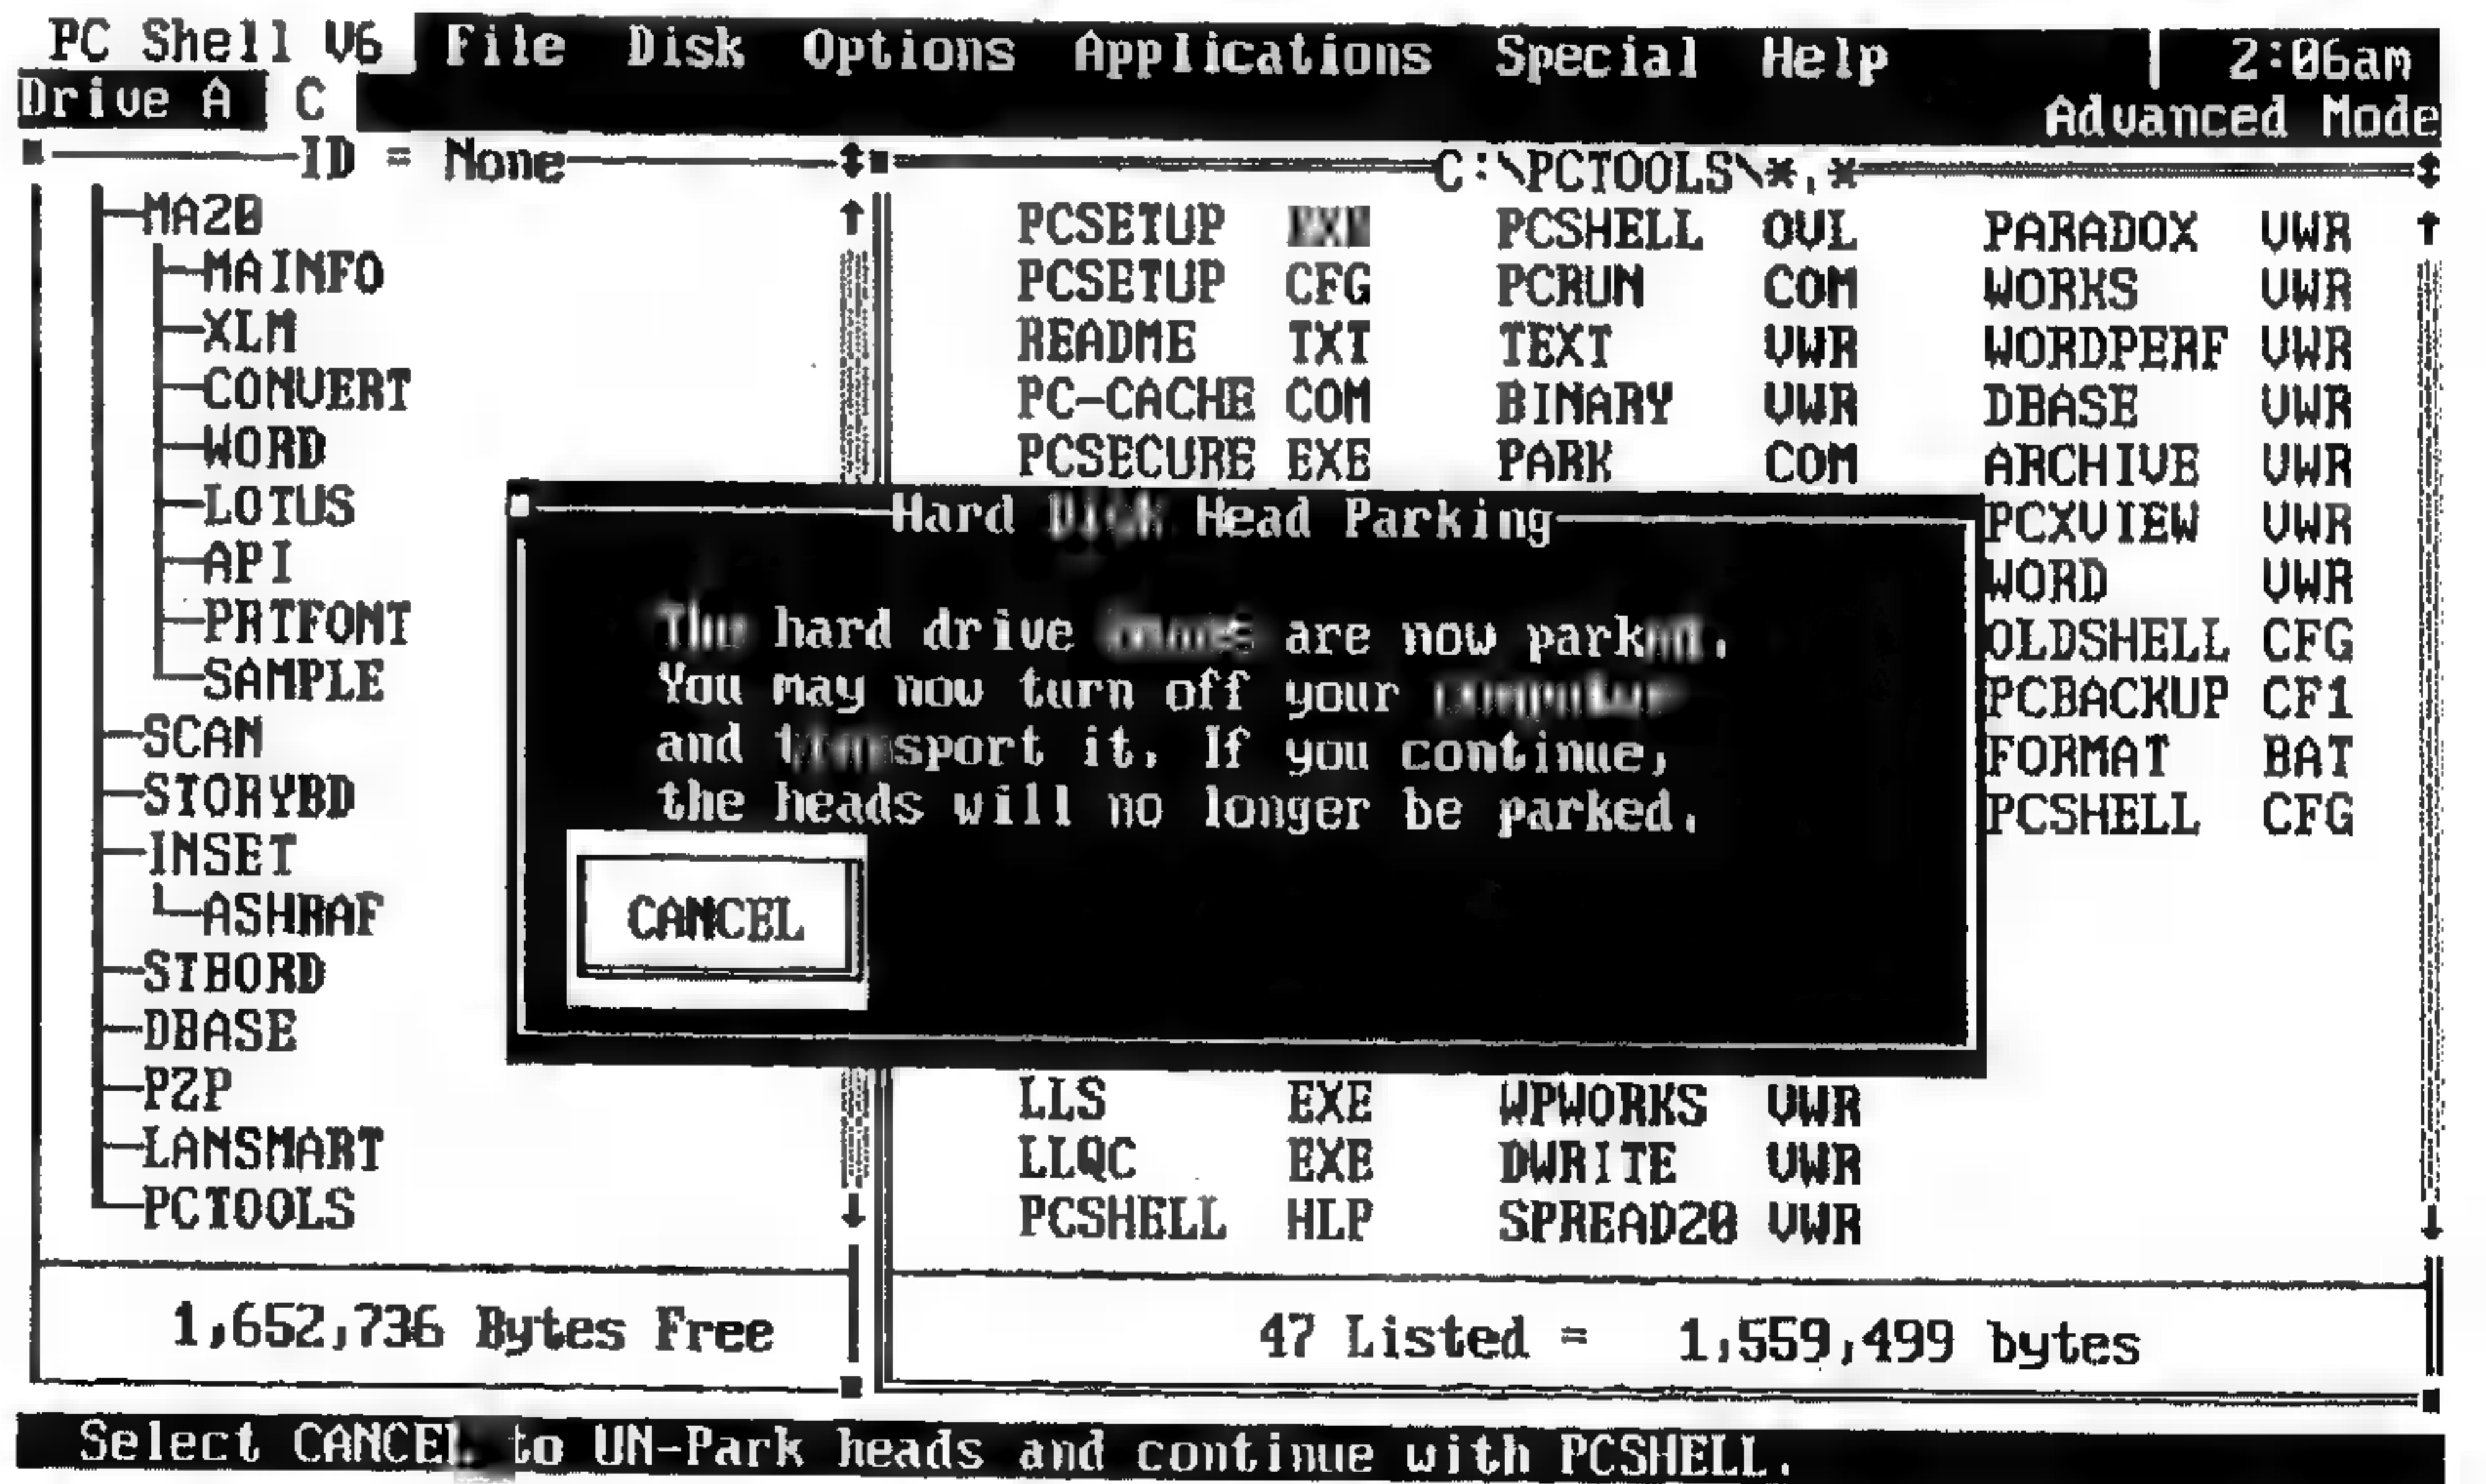 PC Shell V6 File Disk Options Applications Special Help 2:06am
Drive A C Advanced Mode
ID = None
MA20
MAINFO
XLM
CONVERT
WORD
LOTUS
API
PRTFONT
SAMPLE
SCAN
STORYBD
INSET
ASHRAF
STBORD
DBASE
PZP
LANSMART
PCTOOLS
1,652,736 Bytes Free
C:\PCTOOLS\*.*
PCSETUP PCSHELL OVL PARADOX VWR
PCSETUP CFG PCRUN COM WORKS VWR
README TXT TEXT VWR WORDPERF VWR
PC-CACHE COM BINARY VWR DBASE VWR
PCSECURE EXE PARK COM ARCHIVE VWR
PCXVIEW VWR
WORD VWR
OLDSHELL CFG
PCBACKUP CF1
FORMAT BAT
PCSHELL CFG
LLS EXE WPWORKS VWR
LLQC EXE DWRITE VWR
PCSHELL HLP SPREAD20 VWR
47 Listed = 1,559,499 bytes
Hard Disk Head Parking
The hard drive are now parked.
You may now turn off your computer
and transport it. If you continue,
the heads will no longer be parked.
CANCEL
Select CANCEL to UN-Park heads and continue with PCSHELL.